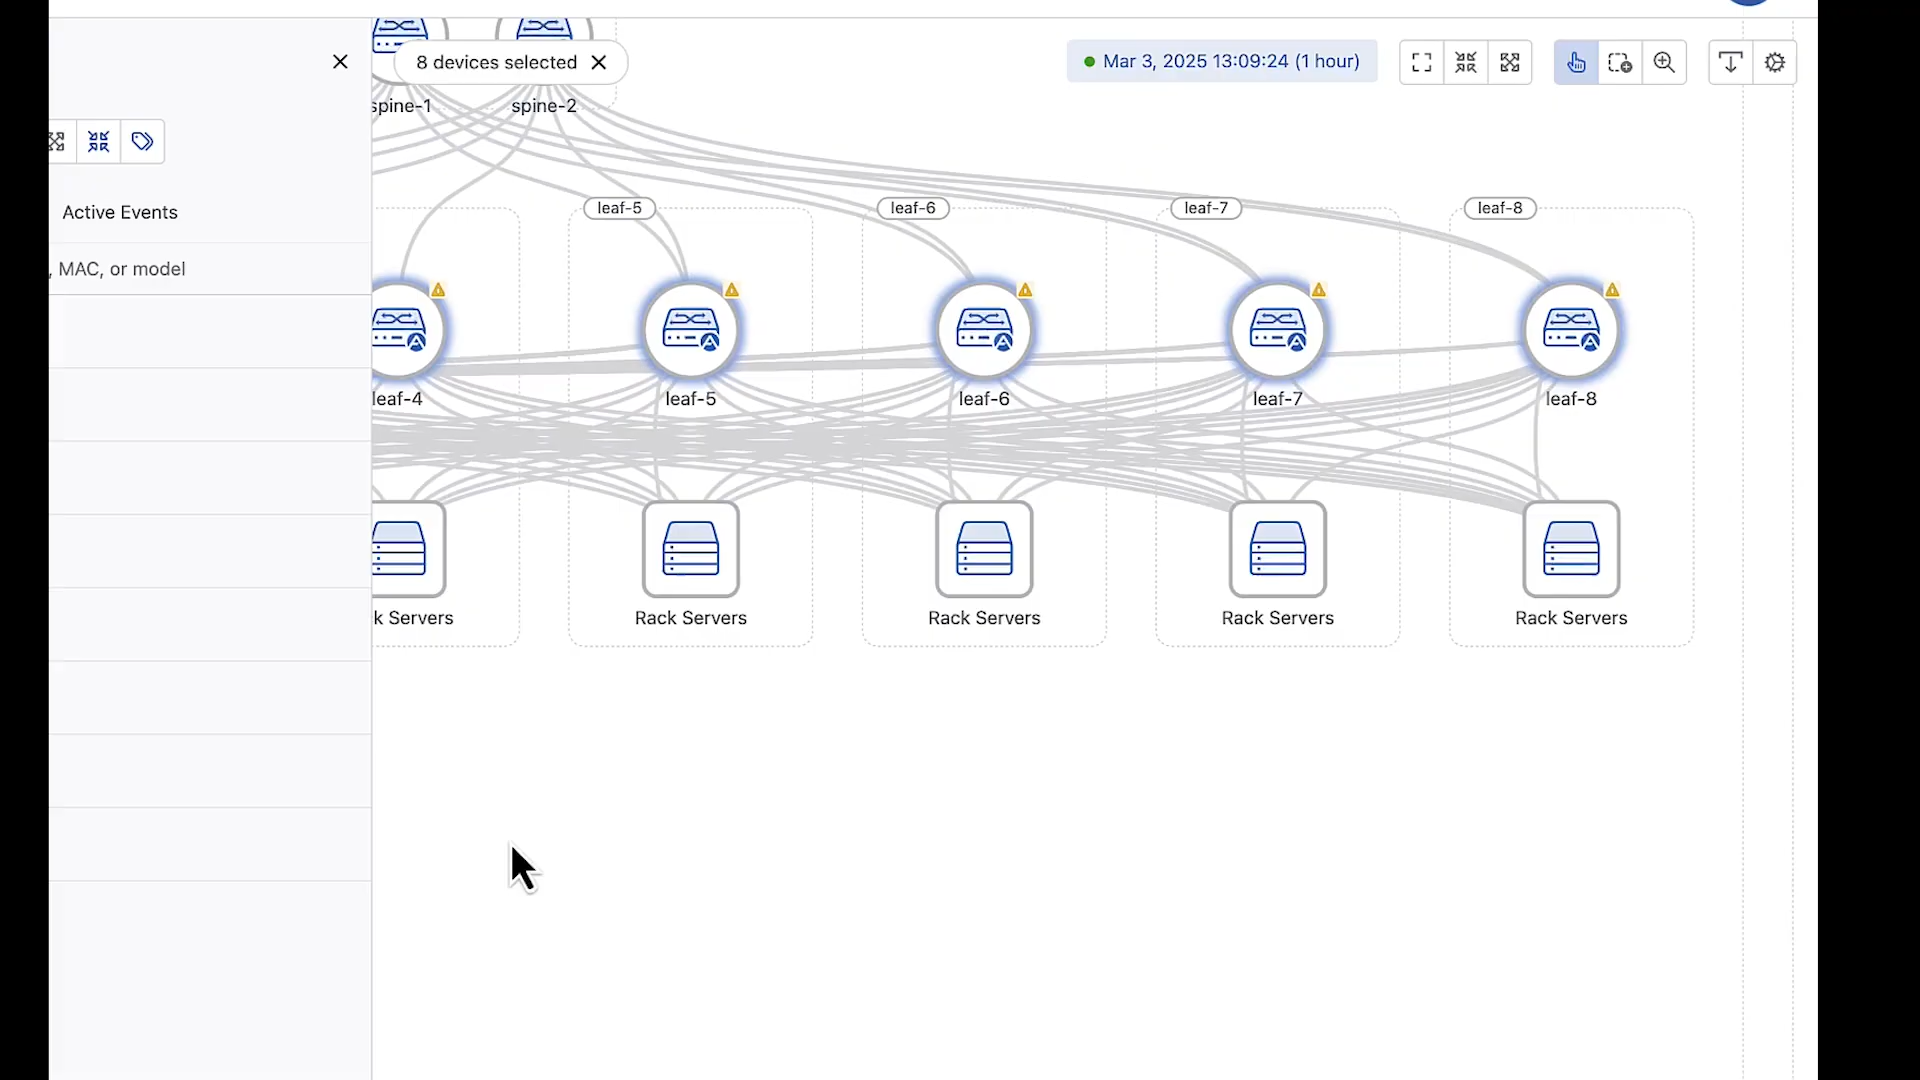 8 devices selected
Mar 3, 2025 13:09:24 (1 hour)
spine-1
spine-2
Active Events
, MAC, or model
leaf-5
leaf-6
leaf-7
leaf-8
leaf-4
leaf-5
leaf-6
leaf-7
leaf-8
k Servers
Rack Servers
Rack Servers
Rack Servers
Rack Servers